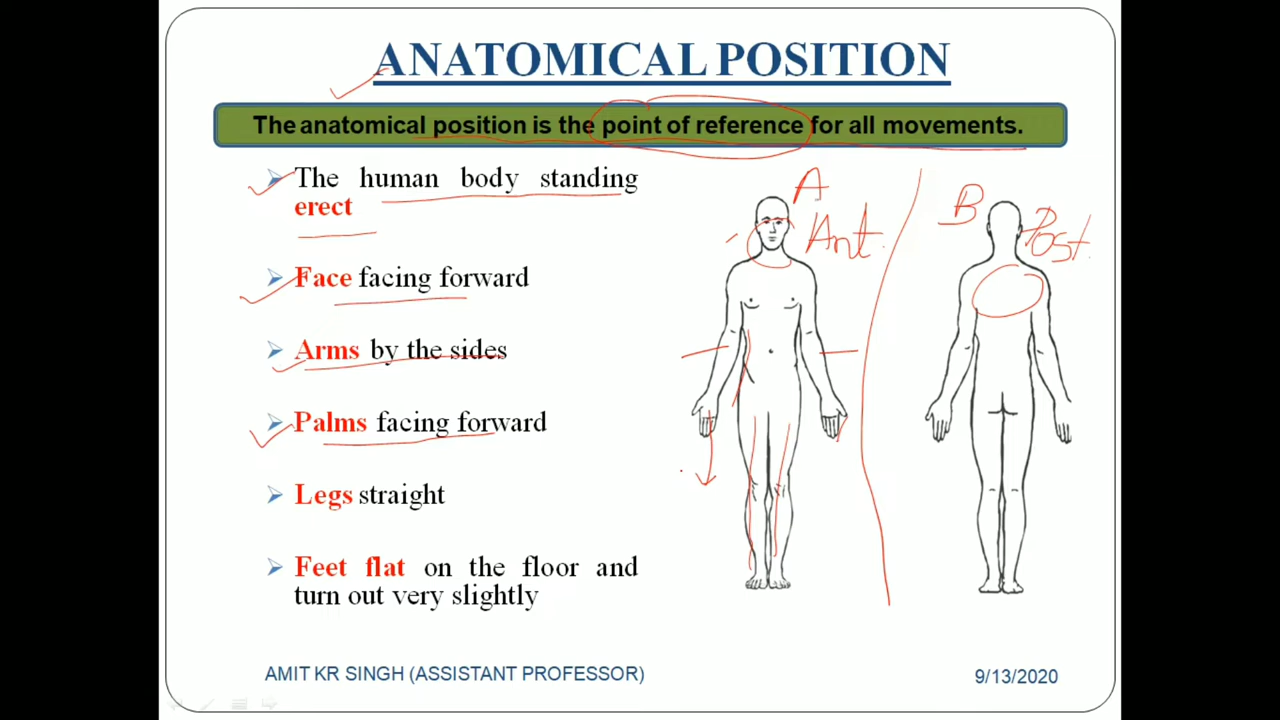 ANATOMICAL POSITION
The anatomical position is the point of reference for all movements.
The human body standing
erect
Face facing forward
Arms by the sides
Palms facing forward
Legs straight
Feet flat on the floor and
turn out very slightly
A
Ant.
B
Post.
AMIT KR SINGH (ASSISTANT PROFESSOR)
9/13/2020